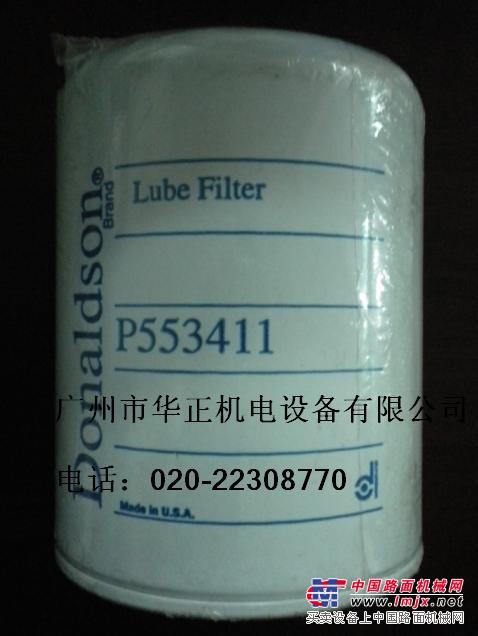 Donaldson®
Brand
Lube Filter
P553411
广州市华正机电设备有限公司
电话：020-22308770
Made in U.S.A.
中国路面机械网
www.lmjx.net
买卖设备上中国路面机械网